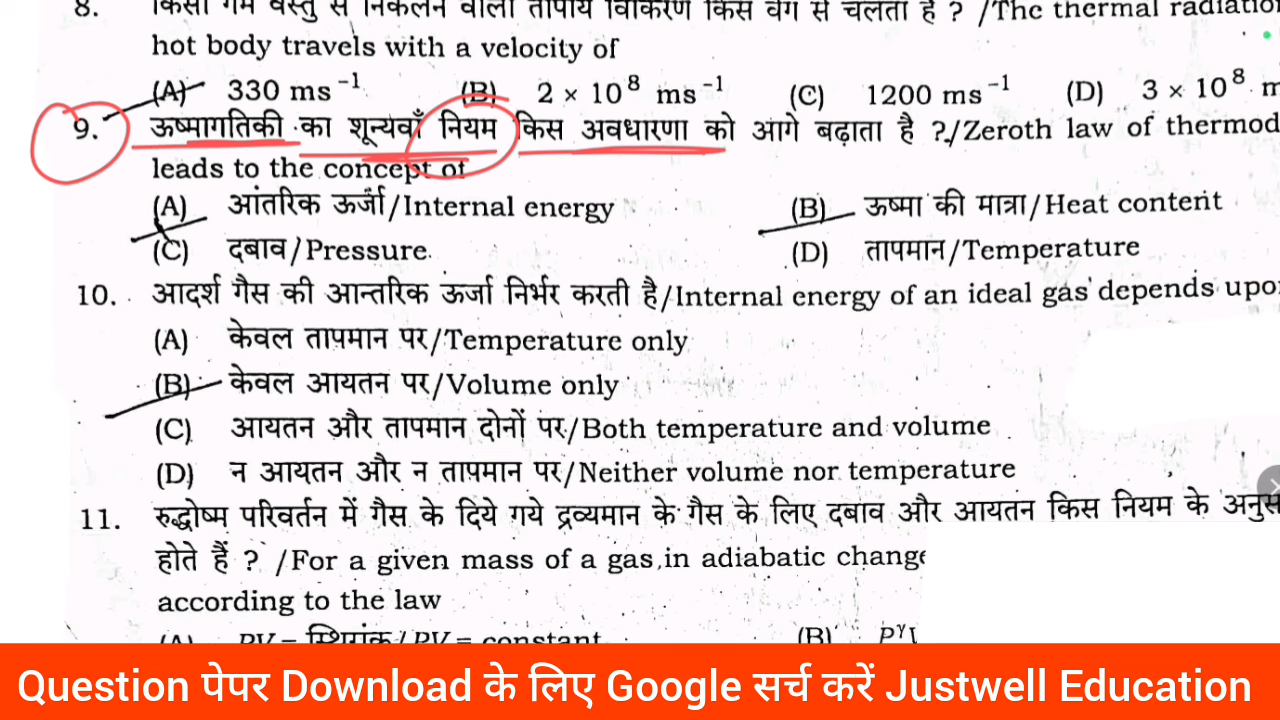 8. किसी गर्म वस्तु से निकलने वाली तापीय विकिरण किस वेग से चलता है ? /The thermal radiation
hot body travels with a velocity of
(A) 330 ms⁻¹ (B) 2 × 10⁸ ms⁻¹ (C) 1200 ms⁻¹ (D) 3 × 10⁸ m
9. ऊष्मागतिकी का शून्यवाँ नियम किस अवधारणा को आगे बढ़ाता है ?/Zeroth law of thermod
leads to the concept of
(A) आंतरिक ऊर्जा/Internal energy (B) ऊष्मा की मात्रा/Heat content
(C) दबाव/Pressure (D) तापमान/Temperature
10. आदर्श गैस की आन्तरिक ऊर्जा निर्भर करती है/Internal energy of an ideal gas depends upo
(A) केवल तापमान पर/Temperature only
(B) केवल आयतन पर/Volume only
(C) आयतन और तापमान दोनों पर/Both temperature and volume
(D) न आयतन और न तापमान पर/Neither volume nor temperature
11. रुद्धोष्म परिवर्तन में गैस के दिये गये द्रव्यमान के गैस के लिए दबाव और आयतन किस नियम के अनुस
होते हैं ? /For a given mass of a gas,in adiabatic change
according to the law
(A) PV = स्थिरांक/PV = constant (B)
Question पेपर Download के लिए Google सर्च करें Justwell Education